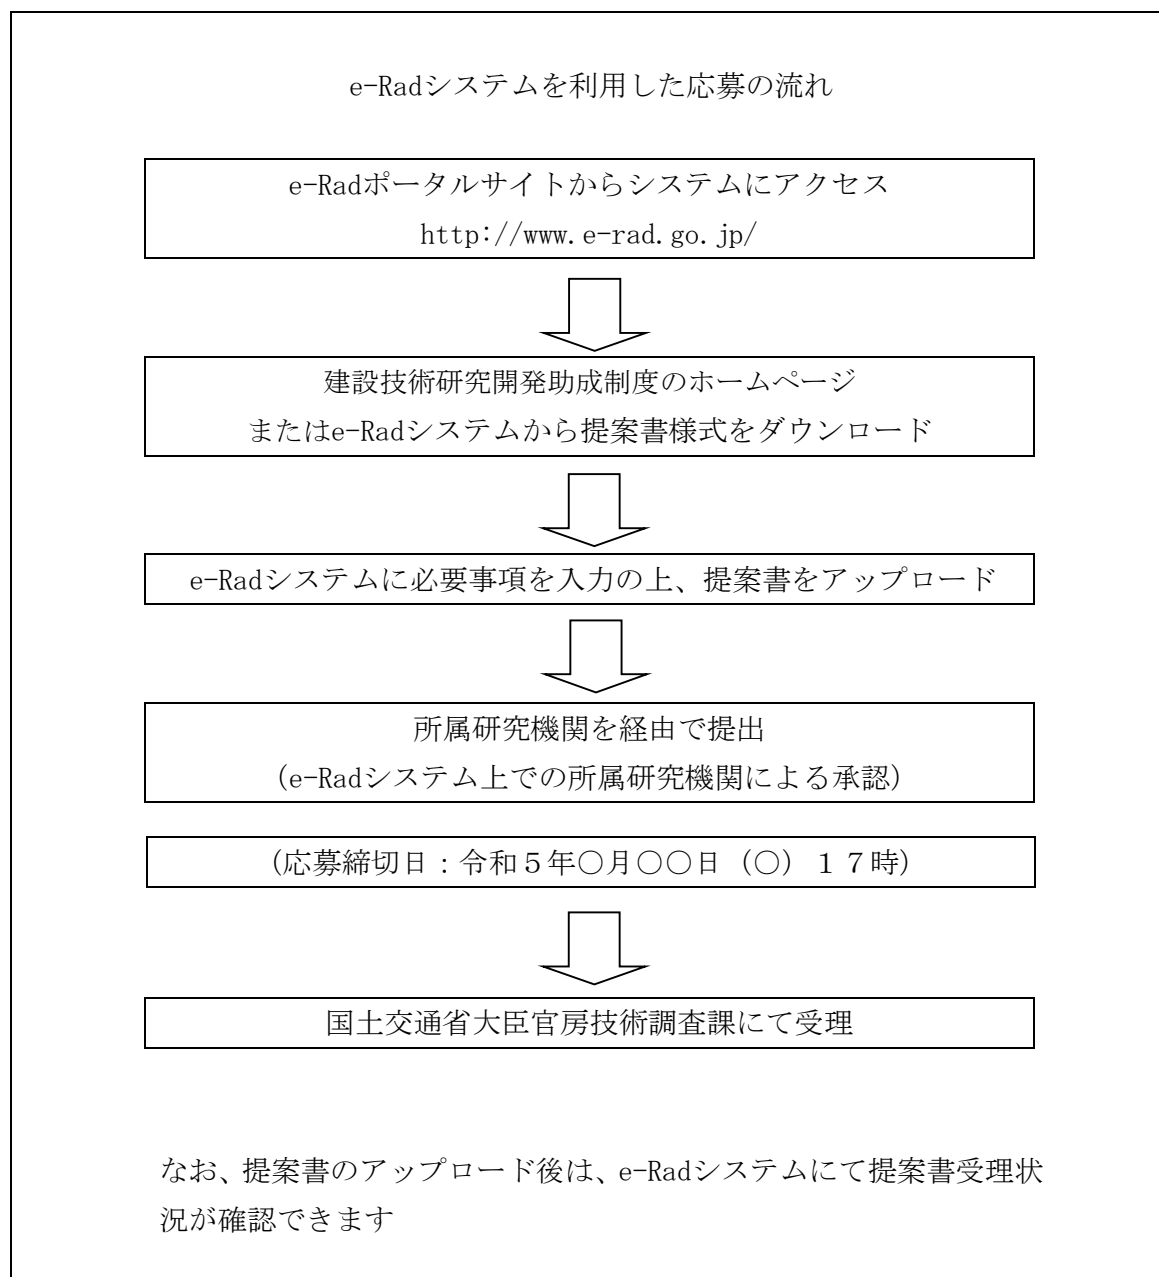 e-Radシステムを利用した応募の流れ
e-Radポータルサイトからシステムにアクセス
http://www.e-rad.go.jp/
建設技術研究開発助成制度のホームページ
またはe-Radシステムから提案書様式をダウンロード
e-Radシステムに必要事項を入力の上、提案書をアップロード
所属研究機関を経由で提出
(e-Radシステム上での所属研究機関による承認)
(応募締切日：令和５年○月○○日（○）１７時)
国土交通省大臣官房技術調査課にて受理
なお、提案書のアップロード後は、e-Radシステムにて提案書受理状
況が確認できます